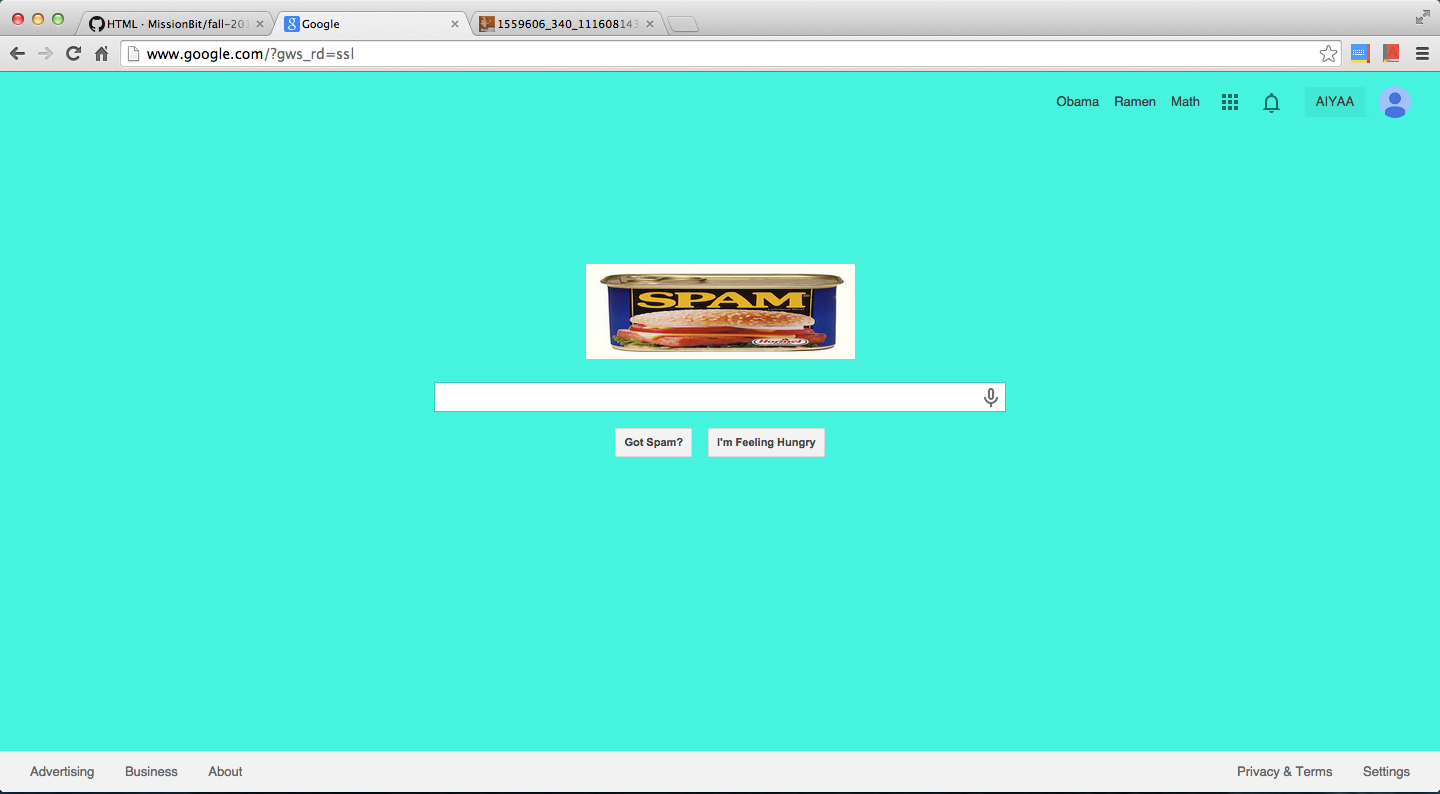 HTML · MissionBit/fall-201
Google
1559606_340_111608143
www.google.com/?gws_rd=ssl
Obama Ramen Math AIYAA
SPAM
Hormel
Got Spam? I'm Feeling Hungry
Advertising Business About Privacy & Terms Settings